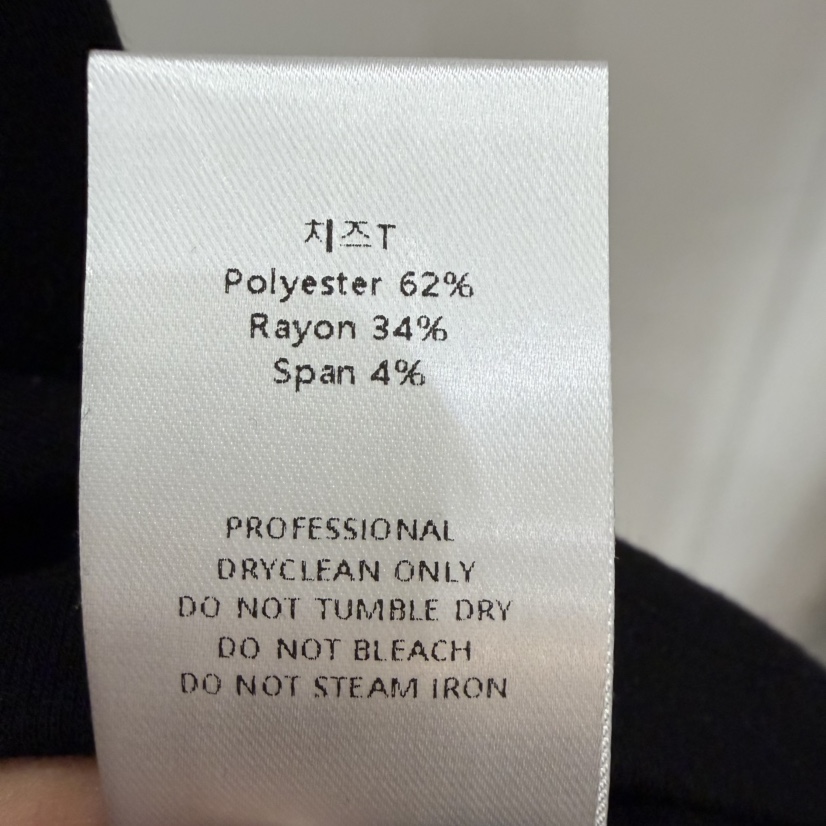 치즈T
Polyester 62%
Rayon 34%
Span 4%
PROFESSIONAL
DRYCLEAN ONLY
DO NOT TUMBLE DRY
DO NOT BLEACH
DO NOT STEAM IRON